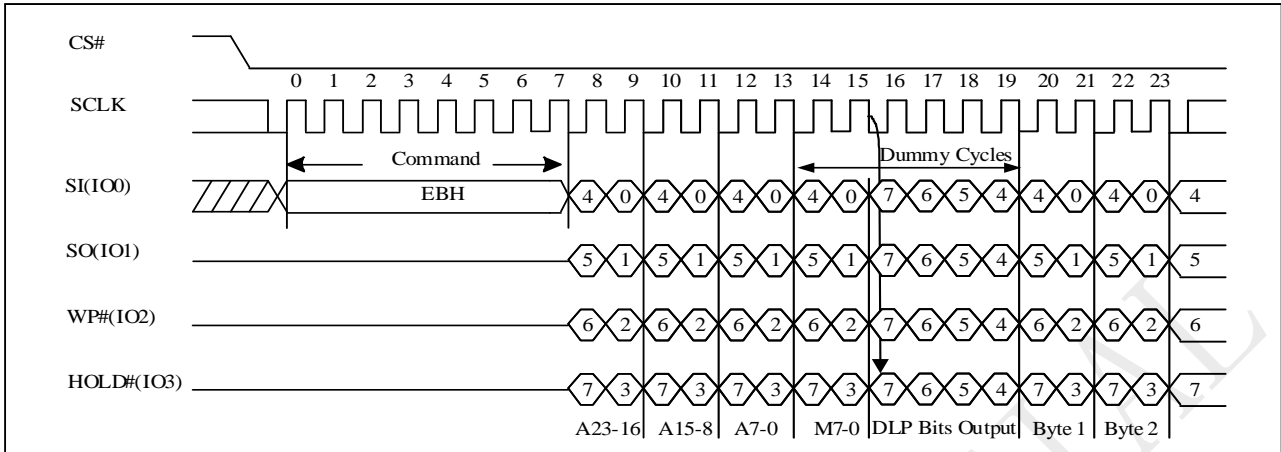 CS#
0 1 2 3 4 5 6 7 8 9 10 11 12 13 14 15 16 17 18 19 20 21 22 23
SCLK
Command
Dummy Cycles
SI(IO0)
EBH
4 0 4 0 4 0 4 0 7 6 5 4 4 0 4 0 4
SO(IO1)
5 1 5 1 5 1 5 1 7 6 5 4 5 1 5 1 5
WP#(IO2)
6 2 6 2 6 2 6 2 7 6 5 4 6 2 6 2 6
HOLD#(IO3)
7 3 7 3 7 3 7 3 7 6 5 4 7 3 7 3 7
A23-16 A15-8 A7-0 M7-0 DLP Bits Output Byte 1 Byte 2